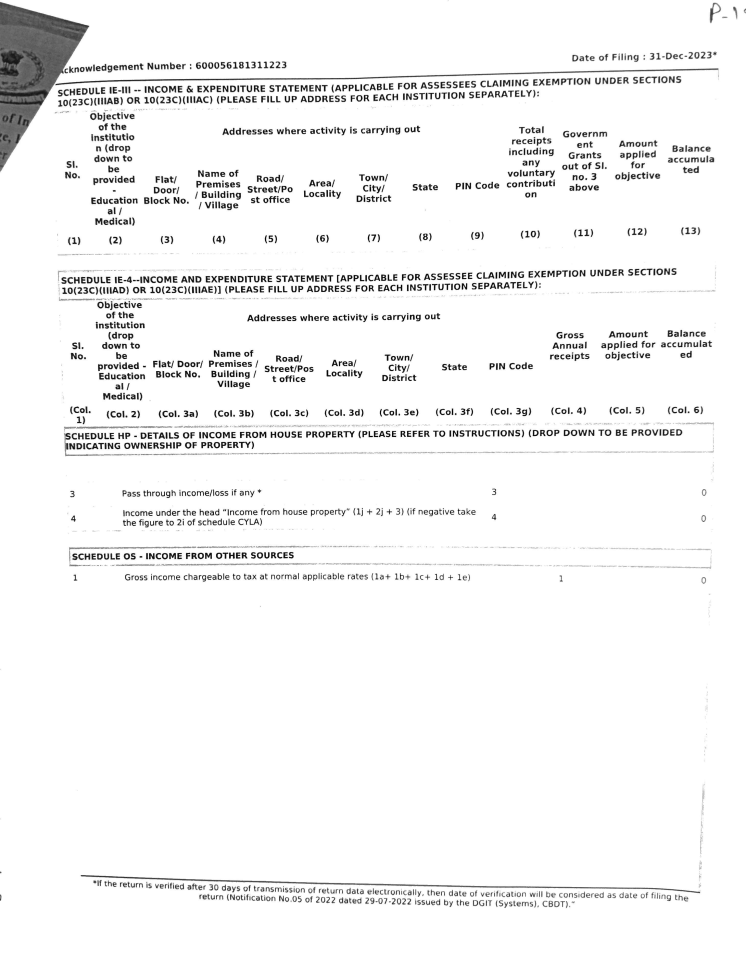 P-1
cknowledgement Number : 600056181311223
Date of Filing : 31-Dec-2023*
SCHEDULE IE-III -- INCOME & EXPENDITURE STATEMENT (APPLICABLE FOR ASSESSEES CLAIMING EXEMPTION UNDER SECTIONS
10(23C)(IIIAB) OR 10(23C)(IIIAC) (PLEASE FILL UP ADDRESS FOR EACH INSTITUTION SEPARATELY):
Sl.
No.
Objective
of the
institutio
n (drop
down to
be
provided
-
Education
al /
Medical)
Addresses where activity is carrying out
Flat/
Door/
Block No.
Name of
Premises
/ Building
/ Village
Road/
Street/Po
st office
Area/
Locality
Town/
City/
District
State
PIN Code
Total
receipts
including
any
voluntary
contributi
on
Governm
ent
Grants
out of Sl.
no. 3
above
Amount
applied
for
objective
Balance
accumula
ted
(1) (2) (3) (4) (5) (6) (7) (8) (9) (10) (11) (12) (13)
SCHEDULE IE-4--INCOME AND EXPENDITURE STATEMENT [APPLICABLE FOR ASSESSEE CLAIMING EXEMPTION UNDER SECTIONS
10(23C)(IIIAD) OR 10(23C)(IIIAE)] (PLEASE FILL UP ADDRESS FOR EACH INSTITUTION SEPARATELY):
Sl.
No.
Objective
of the
institution
(drop
down to
be
provided -
Education
al /
Medical)
Addresses where activity is carrying out
Flat/ Door/
Block No.
Name of
Premises /
Building /
Village
Road/
Street/Pos
t office
Area/
Locality
Town/
City/
District
State
PIN Code
Gross
Annual
receipts
Amount
applied for
objective
Balance
accumulat
ed
(Col.
1)
(Col. 2) (Col. 3a) (Col. 3b) (Col. 3c) (Col. 3d) (Col. 3e) (Col. 3f) (Col. 3g) (Col. 4) (Col. 5) (Col. 6)
SCHEDULE HP - DETAILS OF INCOME FROM HOUSE PROPERTY (PLEASE REFER TO INSTRUCTIONS) (DROP DOWN TO BE PROVIDED
INDICATING OWNERSHIP OF PROPERTY)
3 Pass through income/loss if any * 3 0
4 Income under the head “Income from house property” (1j + 2j + 3) (if negative take
the figure to 2i of schedule CYLA) 4 0
SCHEDULE OS - INCOME FROM OTHER SOURCES
1 Gross income chargeable to tax at normal applicable rates (1a+ 1b+ 1c+ 1d + 1e) 1 0
*If the return is verified after 30 days of transmission of return data electronically, then date of verification will be considered as date of filing the
return (Notification No.05 of 2022 dated 29-07-2022 issued by the DGIT (Systems), CBDT).”